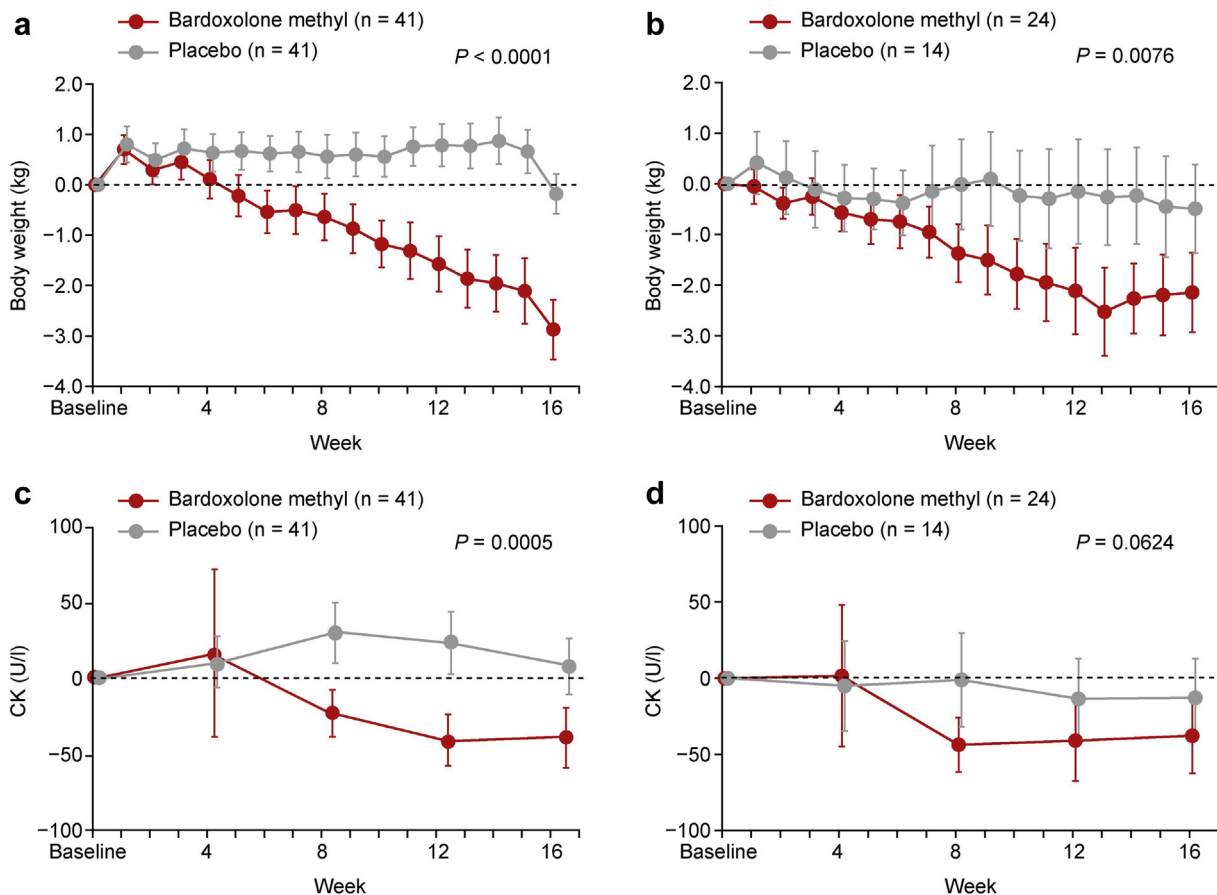 a
Bardoxolone methyl (n = 41)
Placebo (n = 41)
P < 0.0001
2.0
1.0
0.0
−1.0
−2.0
−3.0
−4.0
Body weight (kg)
Baseline 4 8 12 16
Week
b
Bardoxolone methyl (n = 24)
Placebo (n = 14)
P = 0.0076
2.0
1.0
0.0
−1.0
−2.0
−3.0
−4.0
Body weight (kg)
Baseline 4 8 12 16
Week
c
Bardoxolone methyl (n = 41)
Placebo (n = 41)
P = 0.0005
100
50
0
−50
−100
CK (U/l)
Baseline 4 8 12 16
Week
d
Bardoxolone methyl (n = 24)
Placebo (n = 14)
P = 0.0624
100
50
0
−50
−100
CK (U/l)
Baseline 4 8 12 16
Week